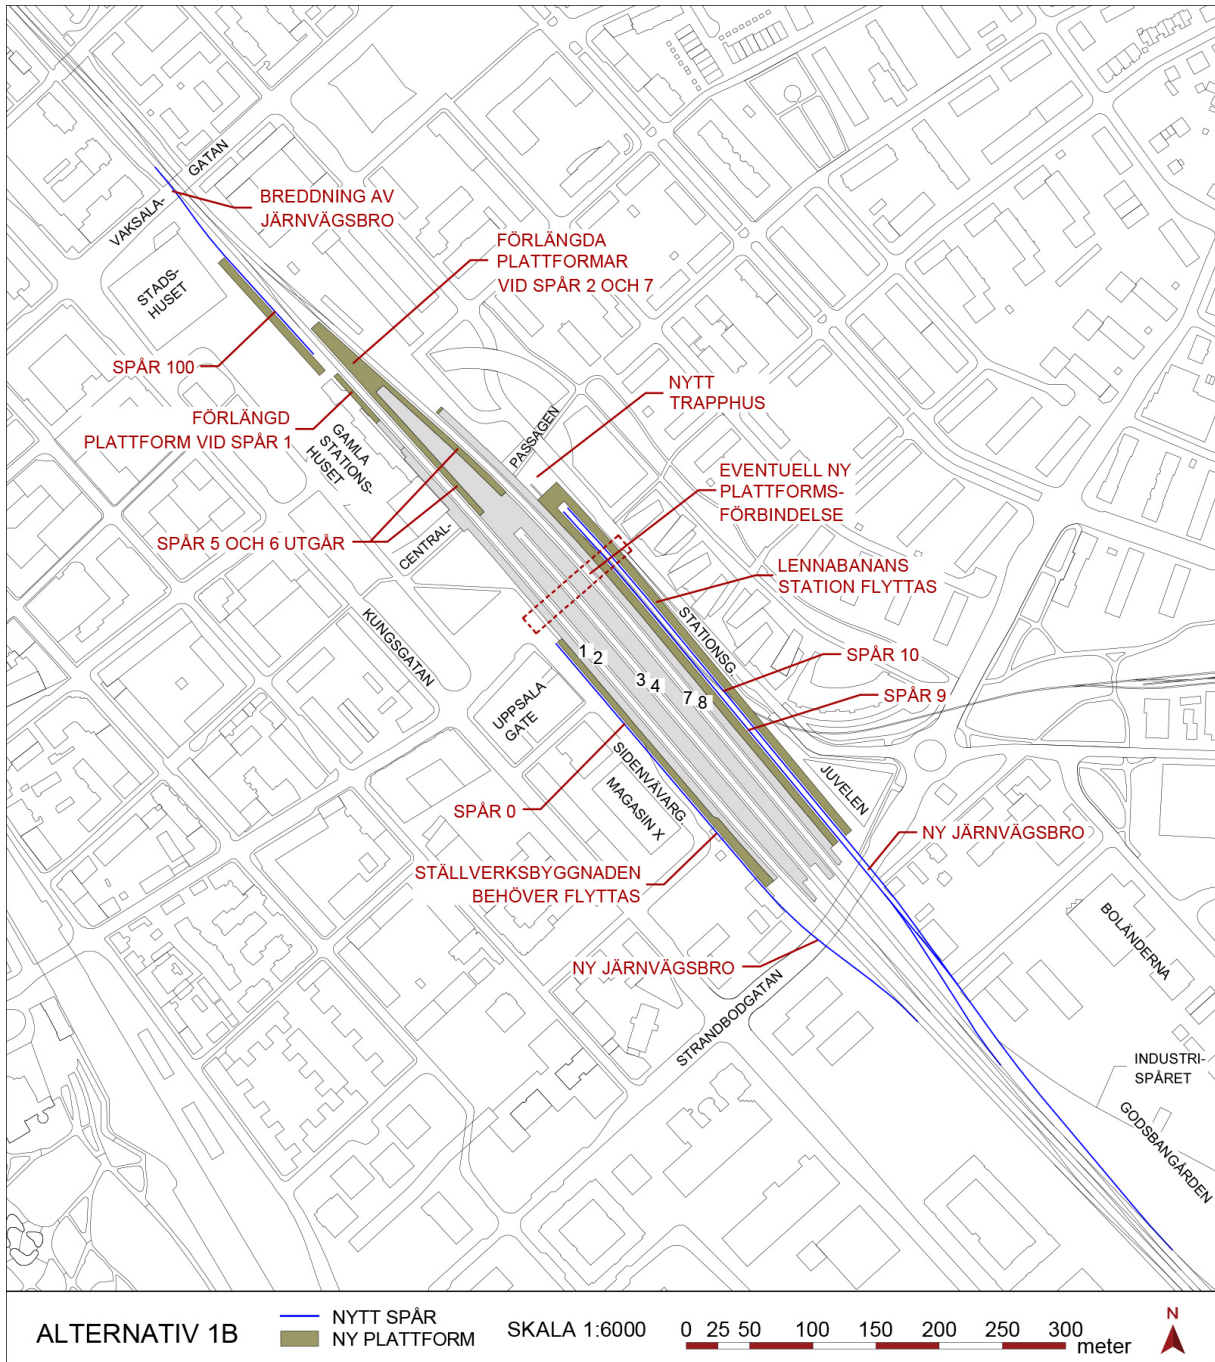 GATAN
VAKSALA-
BREDDNING AV
JÄRNVÄGSBRO
FÖRLÄNGDA
PLATTFORMAR
VID SPÅR 2 OCH 7
STADS-
HUSET
SPÅR 100
FÖRLÄNGD
PLATTFORM VID SPÅR 1
GAMLA
STATIONS-
HUSET
NYTT
TRAPPHUS
PASSAGEN
EVENTUELL NY
PLATTFORMS-
FÖRBINDELSE
SPÅR 5 OCH 6 UTGÅR
CENTRAL-
LENNABANANS
STATION FLYTTAS
KUNGSGATAN
STATIONSG.
1 2
3 4
7 8
SPÅR 10
SPÅR 9
UPPSALA
GATE
SIDENVÄVARG.
MAGASIN X
JUVELEN
SPÅR 0
NY JÄRNVÄGSBRO
STÄLLVERKSBYGGNADEN
BEHÖVER FLYTTAS
BOLÄNDERNA
NY JÄRNVÄGSBRO
STRANDBODGATAN
INDUSTRI-
SPÅRET
GODSBANGÅRDEN
ALTERNATIV 1B
NYTT SPÅR
NY PLATTFORM
SKALA 1:6000
0 25 50 100 150 200 250 300
meter
N